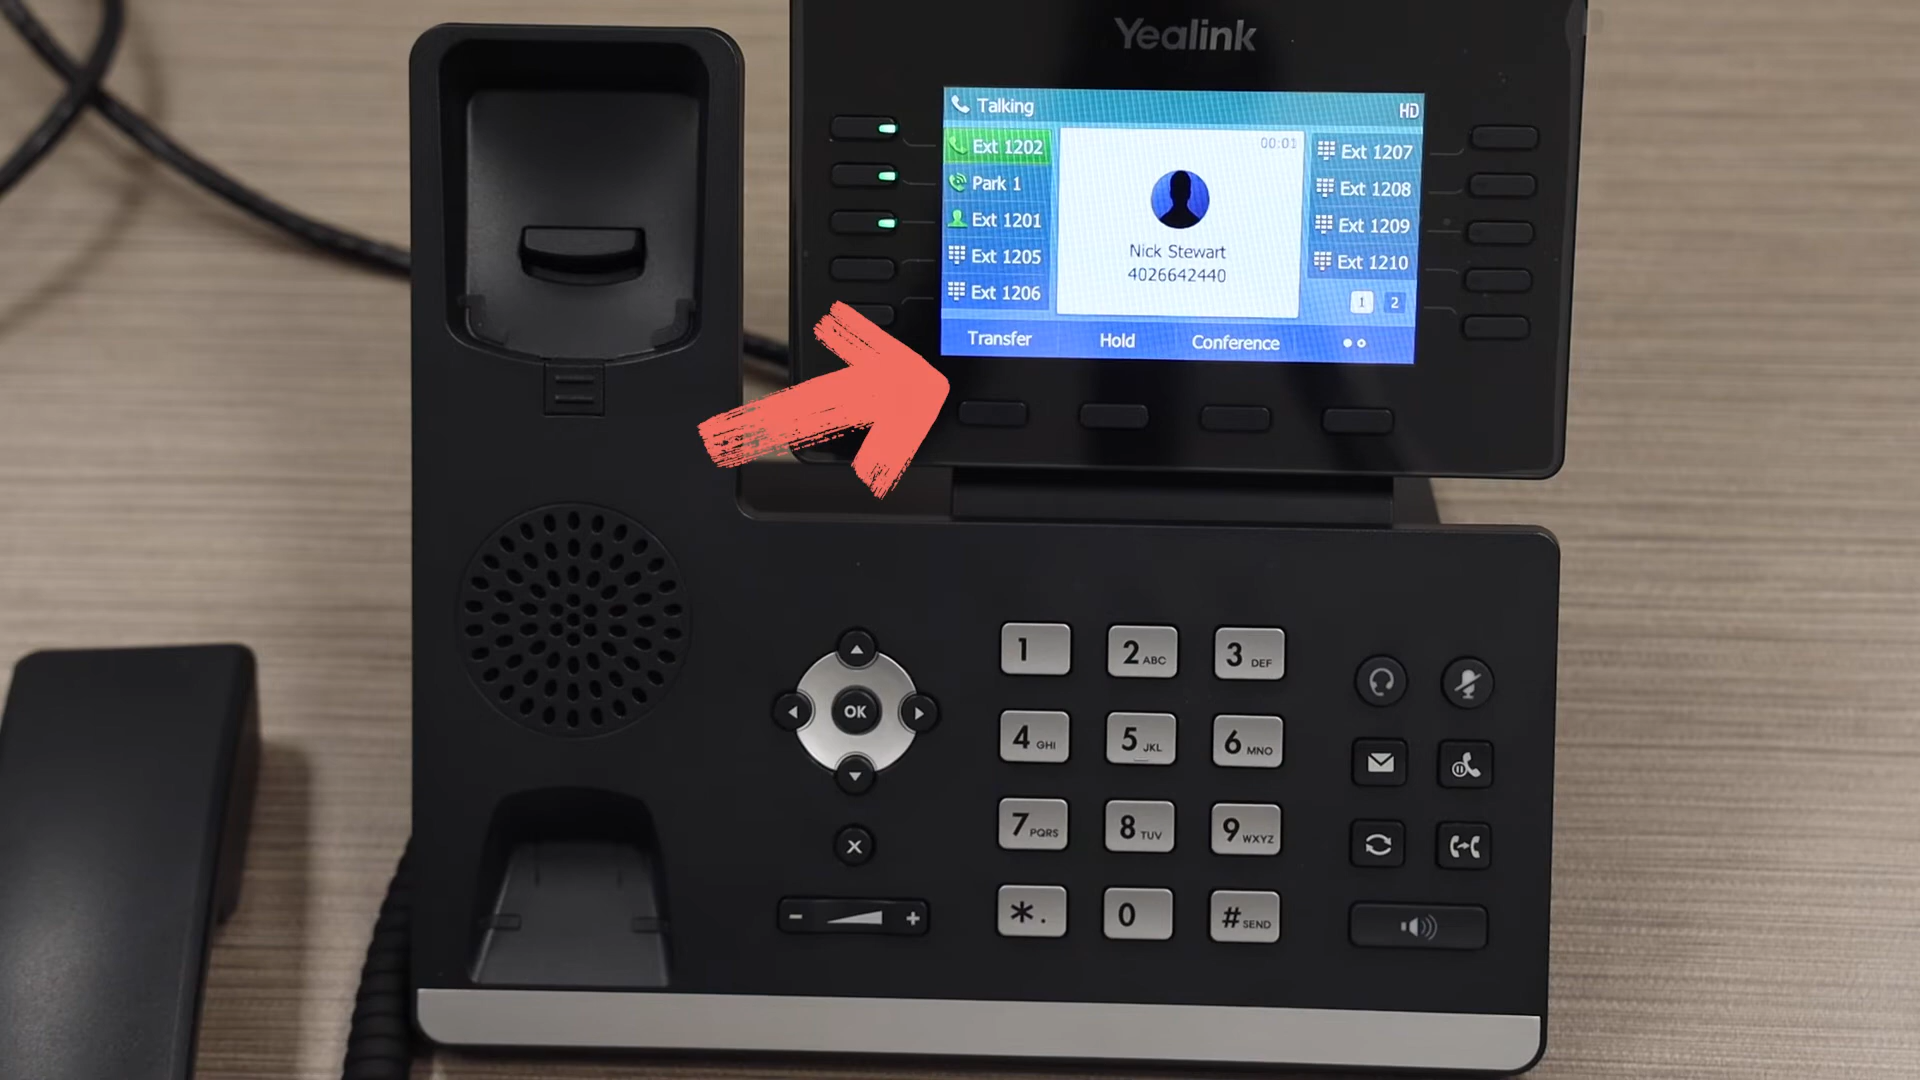 Yealink
Talking
HD
Ext 1202
Park 1
Ext 1201
Ext 1205
Ext 1206
00:01
Nick Stewart
4026642440
Ext 1207
Ext 1208
Ext 1209
Ext 1210
1 2
Transfer Hold Conference
1 2 ABC 3 DEF
4 GHI 5 JKL 6 MNO
7 PQRS 8 TUV 9 WXYZ
*. 0 # SEND
OK
X
- +